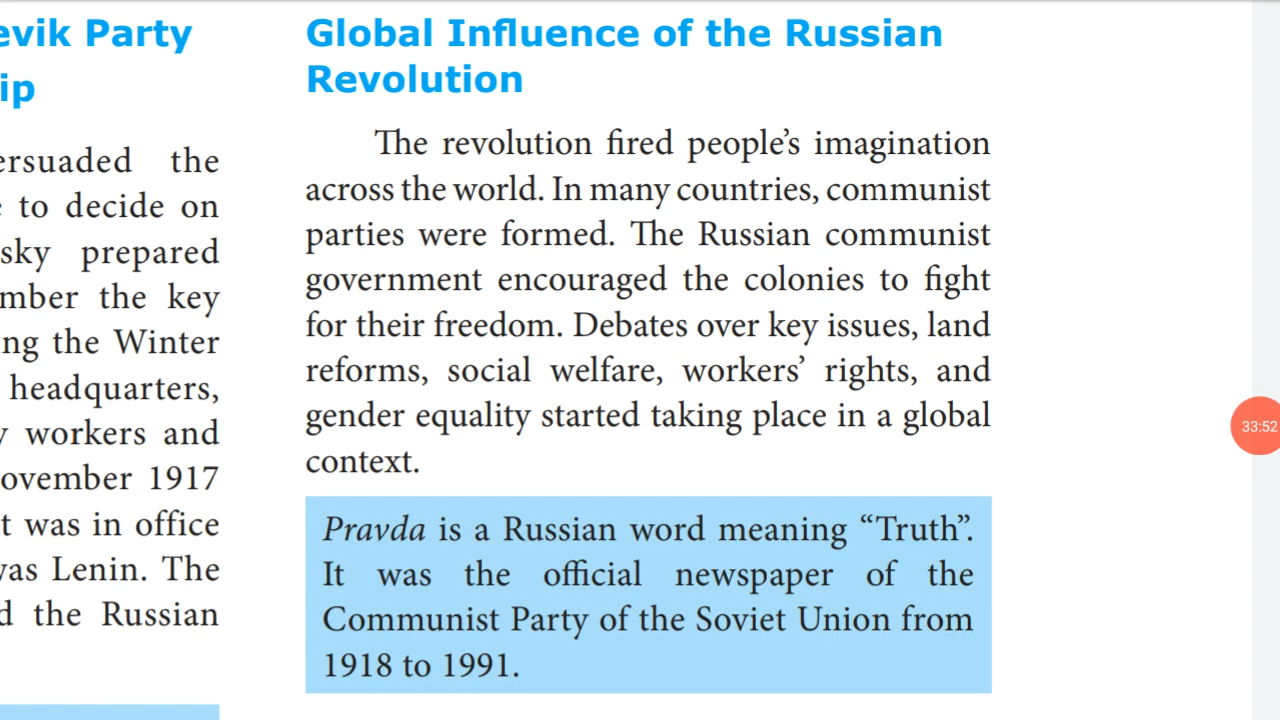 evik Party
ip
ersuaded the
e to decide on
sky prepared
mber the key
ng the Winter
headquarters,
y workers and
ovember 1917
t was in office
vas Lenin. The
d the Russian
Global Influence of the Russian
Revolution
The revolution fired people’s imagination
across the world. In many countries, communist
parties were formed. The Russian communist
government encouraged the colonies to fight
for their freedom. Debates over key issues, land
reforms, social welfare, workers’ rights, and
gender equality started taking place in a global
context.
Pravda is a Russian word meaning “Truth”.
It was the official newspaper of the
Communist Party of the Soviet Union from
1918 to 1991.
33:52